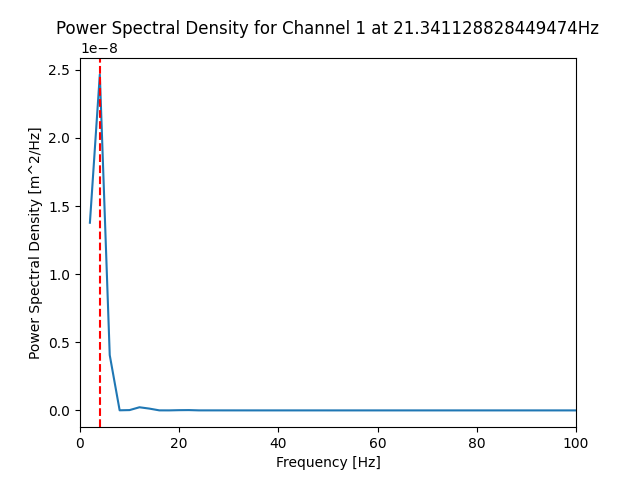 Power Spectral Density for Channel 1 at 21.341128828449474Hz
1e−8
2.5
2.0
1.5
1.0
0.5
0.0
Power Spectral Density [m^2/Hz]
0 20 40 60 80 100
Frequency [Hz]